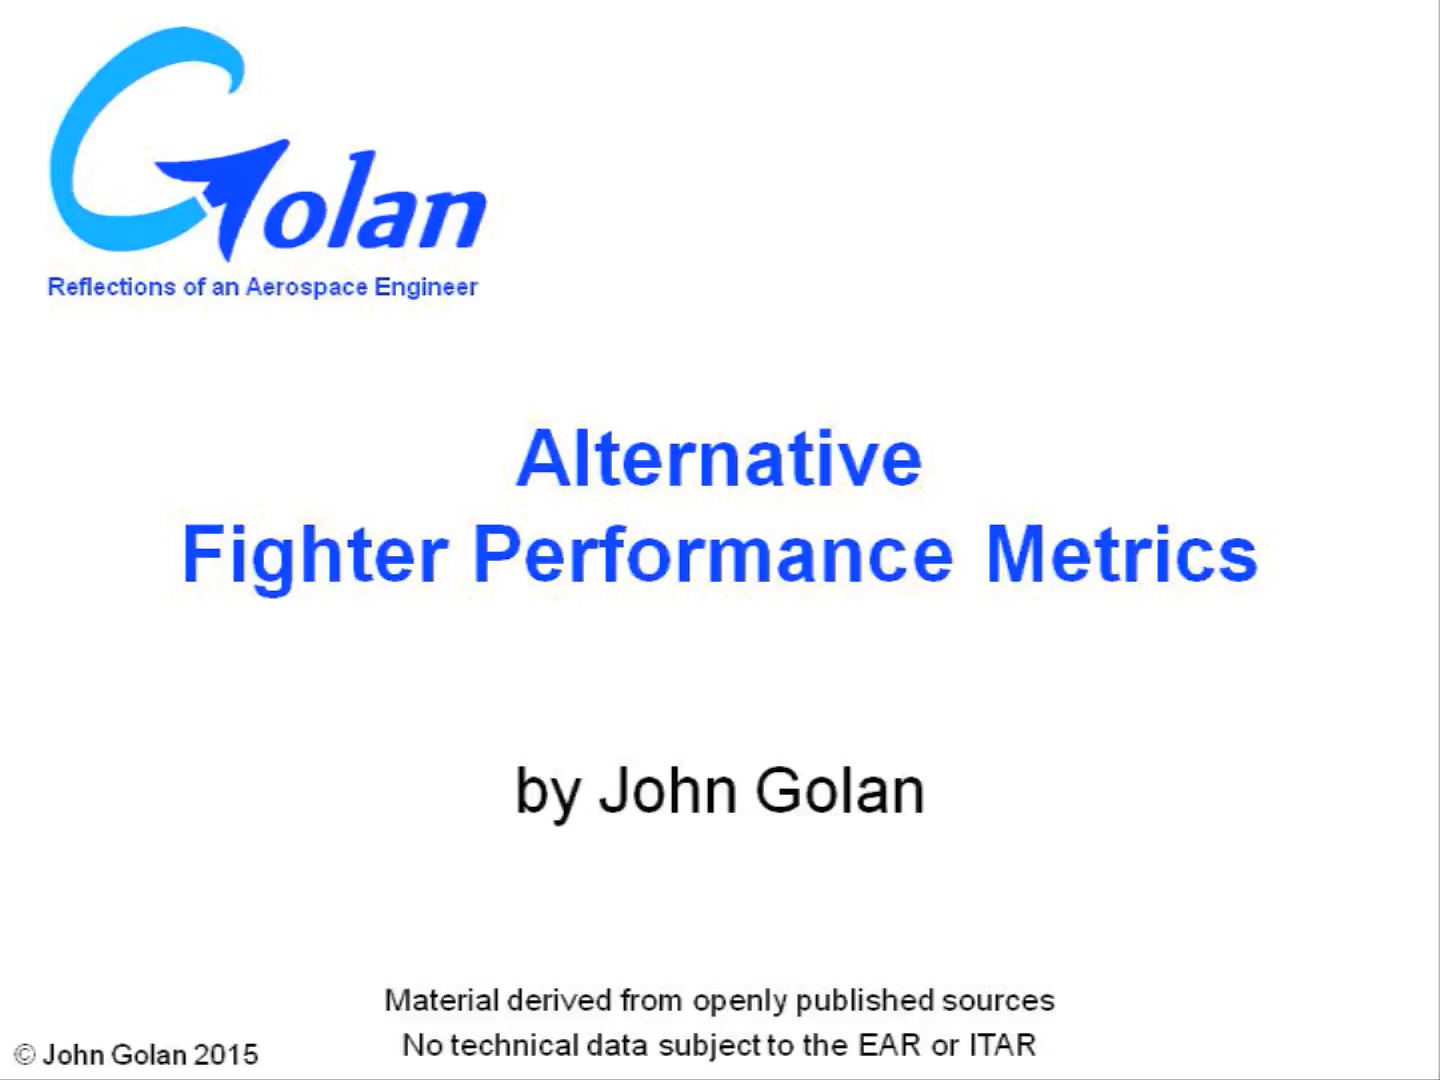 Golan
Reflections of an Aerospace Engineer
Alternative
Fighter Performance Metrics
by John Golan
Material derived from openly published sources
No technical data subject to the EAR or ITAR
© John Golan 2015